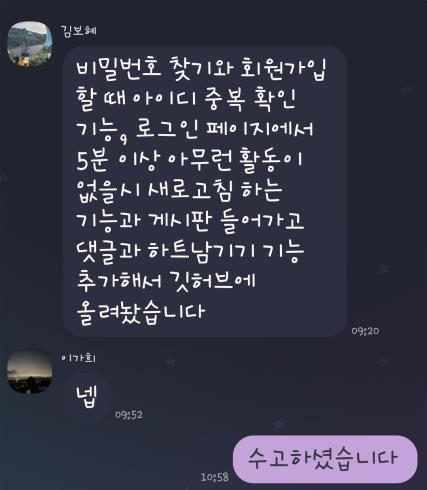 김보혜
비밀번호 찾기와 회원가입
할 때 아이디 중복 확인
기능, 로그인 페이지에서
5분 이상 아무런 활동이
없을시 새로고침 하는
기능과 게시판 들어가고
댓글과 하트남기기 기능
추가해서 깃허브에
올려놨습니다
09:20
이가희
넵
09:52
수고하셨습니다
10:58